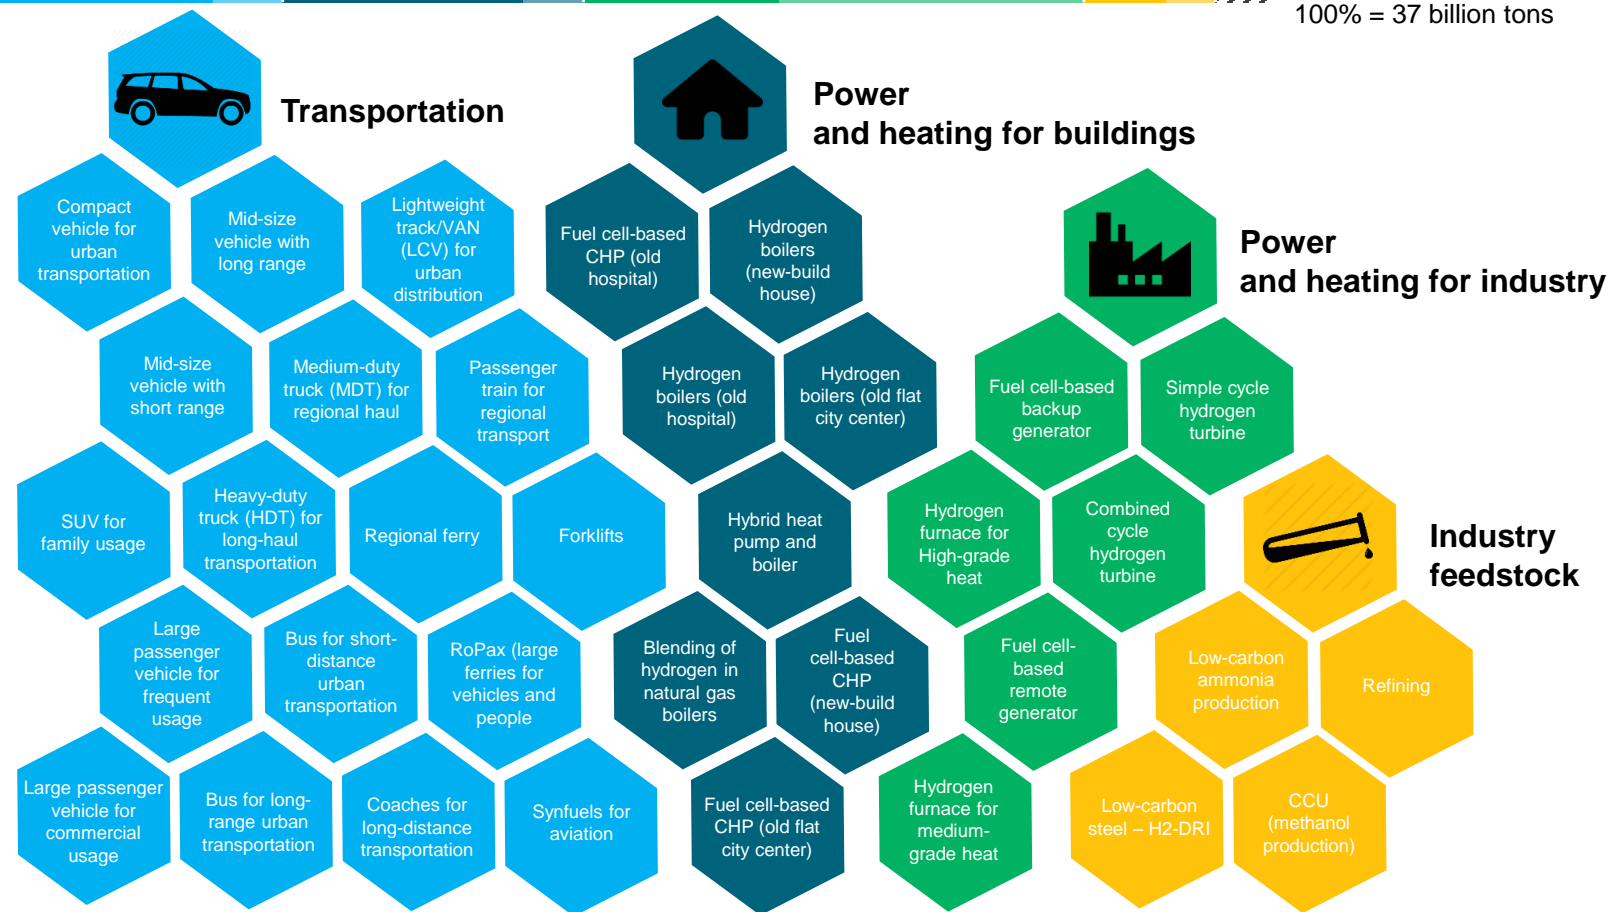 100% = 37 billion tons
Transportation
Power
and heating for buildings
Power
and heating for industry
Industry
feedstock
Compact
vehicle for
urban
transportation
Mid-size
vehicle with
long range
Lightweight
track/VAN
(LCV) for
urban
distribution
Mid-size
vehicle with
short range
Medium-duty
truck (MDT) for
regional haul
Passenger
train for
regional
transport
SUV for
family usage
Heavy-duty
truck (HDT) for
long-haul
transportation
Regional ferry
Forklifts
Large
passenger
vehicle for
frequent
usage
Bus for short-
distance
urban
transportation
RoPax (large
ferries for
vehicles and
people
Large passenger
vehicle for
commercial
usage
Bus for long-
range urban
transportation
Coaches for
long-distance
transportation
Synfuels for
aviation
Fuel cell-based
CHP (old
hospital)
Hydrogen
boilers
(new-build
house)
Hydrogen
boilers (old
hospital)
Hydrogen
boilers (old flat
city center)
Hybrid heat
pump and
boiler
Blending of
hydrogen in
natural gas
boilers
Fuel
cell-based
CHP
(new-build
house)
Fuel cell-based
CHP (old flat
city center)
Fuel cell-based
backup
generator
Simple cycle
hydrogen
turbine
Hydrogen
furnace for
High-grade
heat
Combined
cycle
hydrogen
turbine
Fuel cell-
based
remote
generator
Hydrogen
furnace for
medium-
grade heat
Low-carbon
ammonia
production
Refining
Low-carbon
steel – H2-DRI
CCU
(methanol
production)